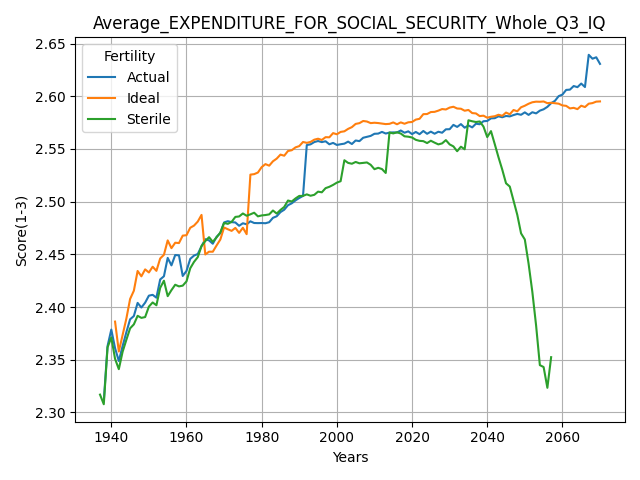 Average_EXPENDITURE_FOR_SOCIAL_SECURITY_Whole_Q3_IQ
Fertility
Actual
Ideal
Sterile
Score(1-3)
2.65
2.60
2.55
2.50
2.45
2.40
2.35
2.30
1940 1960 1980 2000 2020 2040 2060
Years